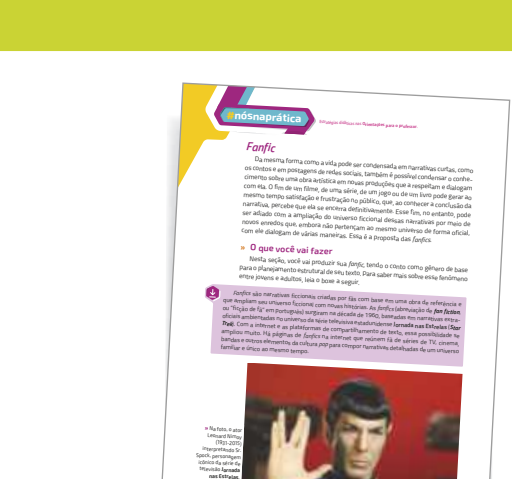 #nósnaprática
Estratégias didáticas nas Orientações para o professor.
Fanfic
Da mesma forma como a vida pode ser condensada em narrativas curtas, como
os contos e em postagens de redes sociais, também é possível condensar o conhe-
cimento sobre uma obra artística em novas produções que a respeitam e dialogam
com ela. O fim de um filme, de uma série, de um jogo ou de um livro pode gerar ao
mesmo tempo satisfação e frustração no público, que, ao conhecer a conclusão da
narrativa, percebe que ela se encerra definitivamente. Esse fim, no entanto, pode
ser adiado com a ampliação do universo ficcional dessas narrativas por meio de
novos enredos que, embora não pertençam ao mesmo universo de forma oficial,
com ele dialogam de várias maneiras. Essa é a proposta das fanfics.
» O que você vai fazer
Nesta seção, você vai produzir sua fanfic, tendo o conto como gênero de base
para o planejamento estrutural de seu texto. Para saber mais sobre esse fenômeno
entre jovens e adultos, leia o boxe a seguir.
Fanfics são narrativas ficcionais criadas por fãs com base em uma obra de referência e
que ampliam seu universo ficcional com novas histórias. As fanfics (abreviação de fan fiction
ou "ficção de fã" em português) surgiram na década de 1960, baseadas em narrativas extra-
oficiais ambientadas no universo da série televisiva estadunidense Jornada nas Estrelas (Star
Trek). Com a internet e as plataformas de compartilhamento de texto, essa possibilidade se
ampliou muito. Há páginas de fanfics na internet que reúnem fã de séries de TV, cinema,
bandas e outros elementos da cultura pop para compor narrativas detalhadas de um universo
familiar e único ao mesmo tempo.
» Na foto, o ator
Leonard Nimoy
(1931-2015)
interpretando Sr.
Spock, personagem
icônico da série de
televisão Jornada
nas Estrelas.